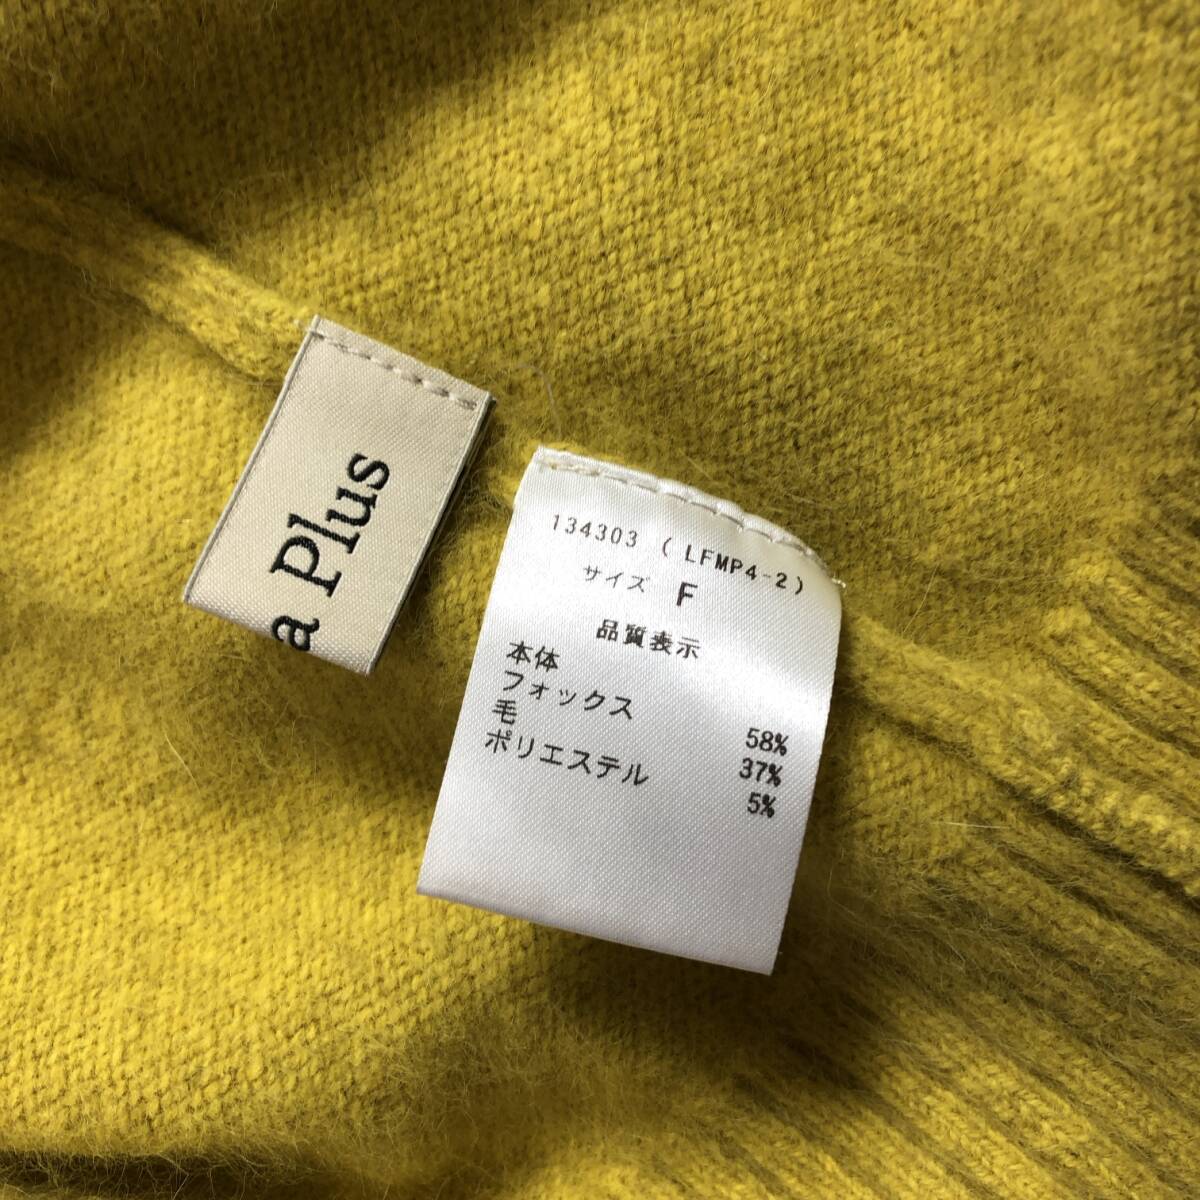 a Plus
134303 (LFMP4-2)
サイズ F
品質表示
本体
フォックス 58%
毛 37%
ポリエステル 5%